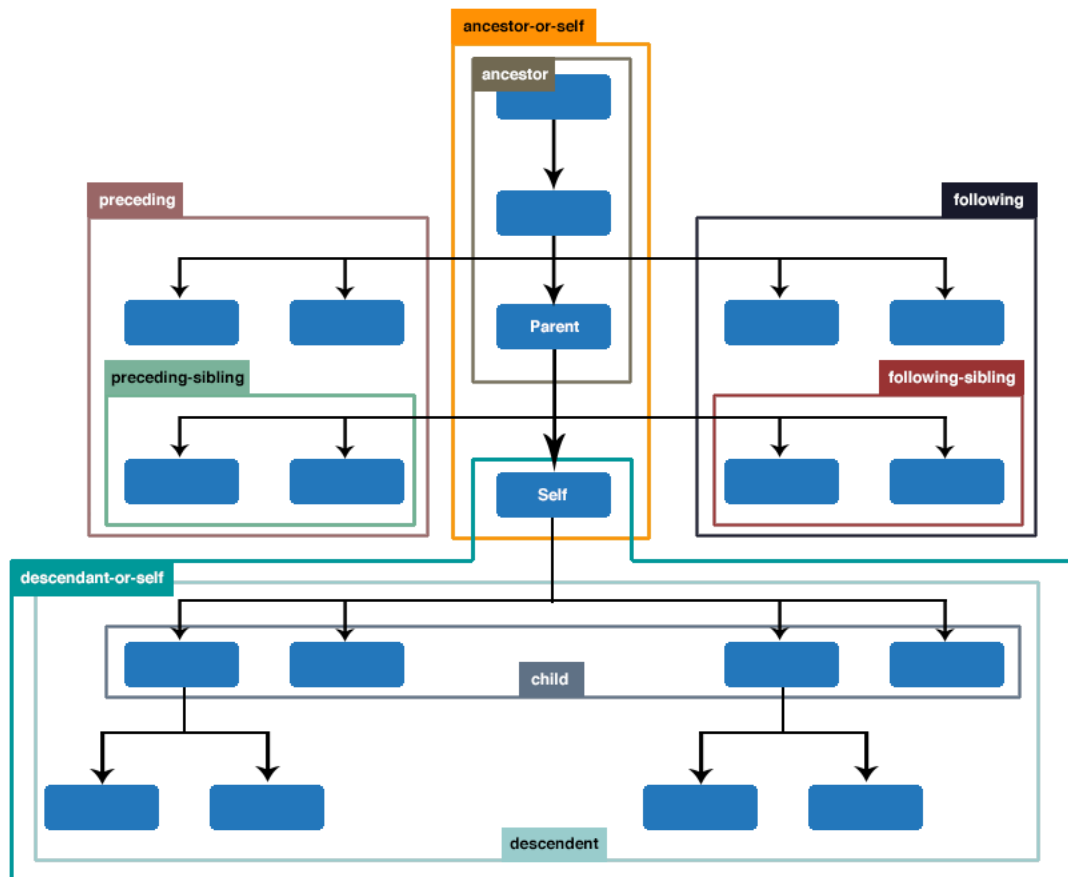 ancestor-or-self
ancestor
preceding
following
Parent
preceding-sibling
following-sibling
Self
descendant-or-self
child
descendent